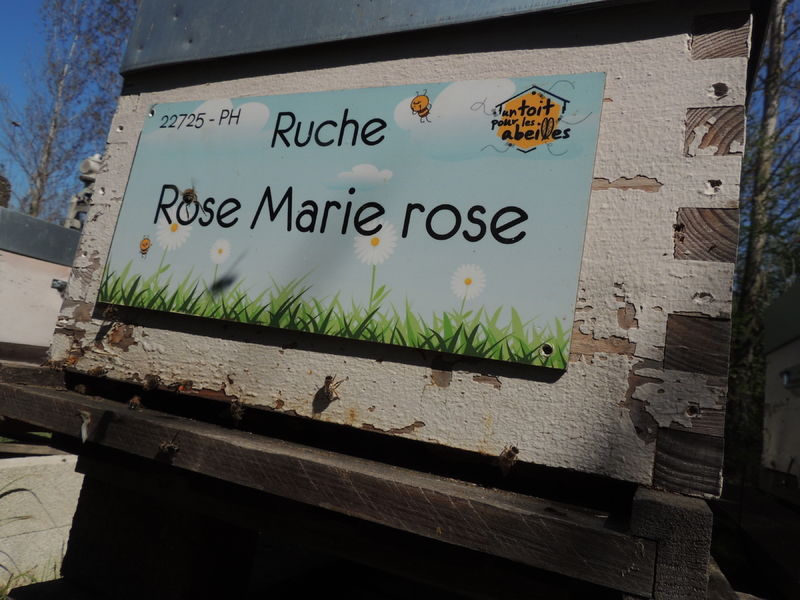 22725 - PH
Ruche
un toit
pour les
abeilles
Rose Marie rose